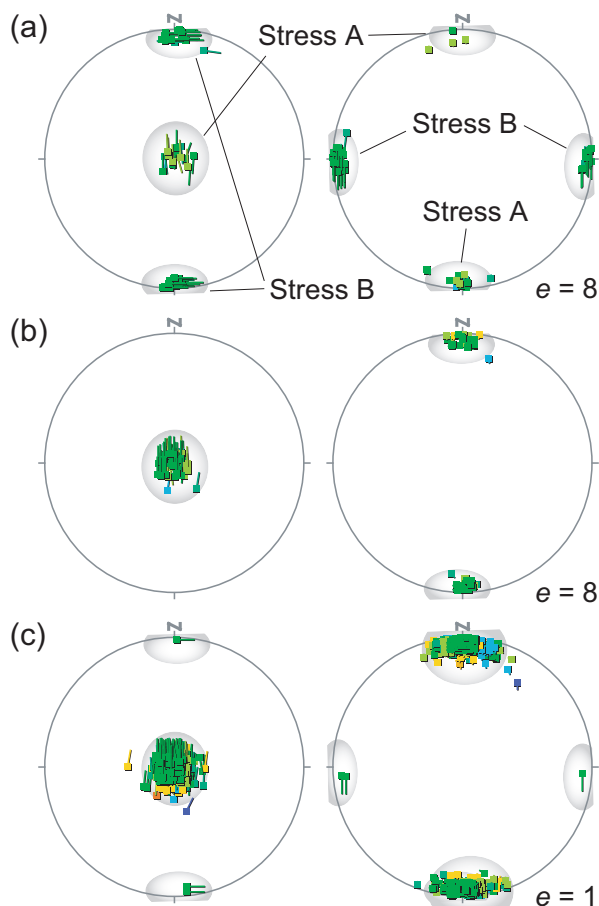 (a)
N
N
Stress A
Stress B
Stress A
Stress B
e = 8
(b)
N
N
e = 8
(c)
N
N
e = 1